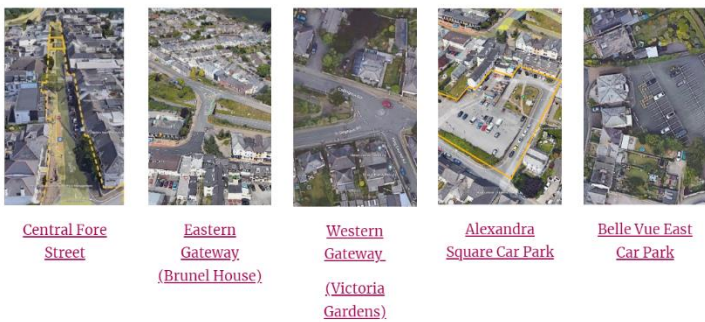 Central Fore
Street
Eastern
Gateway
(Brunel House)
Western
Gateway
(Victoria
Gardens)
Alexandra
Square Car Park
Belle Vue East
Car Park